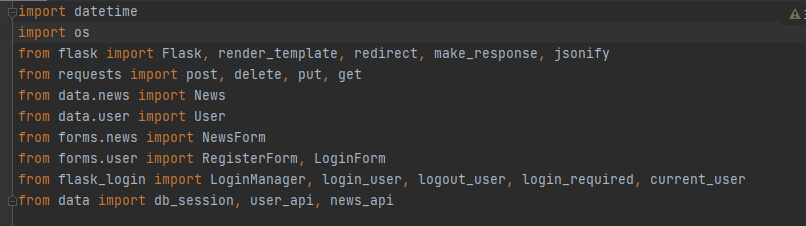 import datetime
import os
from flask import Flask, render_template, redirect, make_response, jsonify
from requests import post, delete, put, get
from data.news import News
from data.user import User
from forms.news import NewsForm
from forms.user import RegisterForm, LoginForm
from flask_login import LoginManager, login_user, logout_user, login_required, current_user
from data import db_session, user_api, news_api